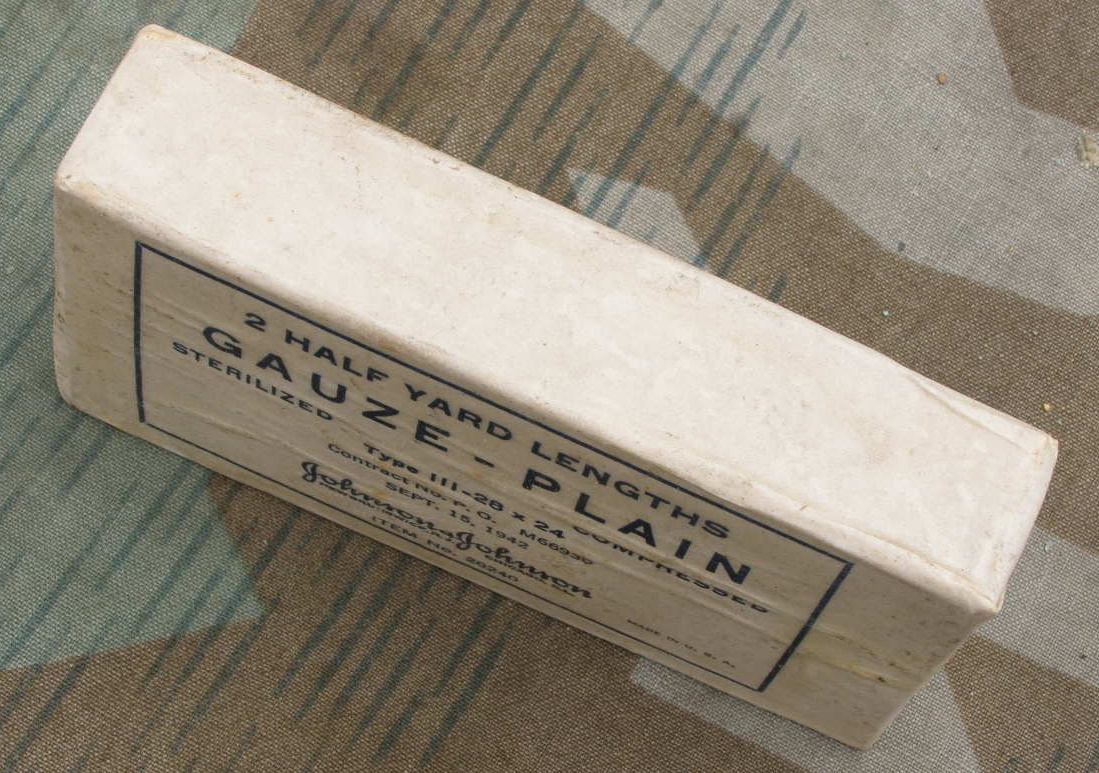 2 HALF YARD LENGTHS
GAUZE - PLAIN
STERILIZED COMPRESSED
Type III-28 x 24
Contract No. P. O. M66930
SEPT. 15, 1942
Johnson & Johnson
ITEM NO. 20240
MADE IN U. S. A.